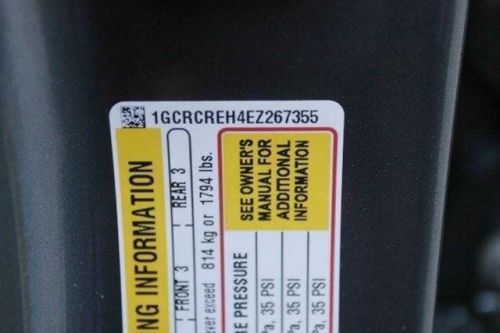 1GCRCREH4EZ267355
ING INFORMATION
FRONT 3 REAR 3
ver exceed 814 kg or 1794 lbs.
SEE OWNER'S
MANUAL FOR
ADDITIONAL
INFORMATION
E PRESSURE
Pa, 35 PSI
Pa, 35 PSI
Pa, 35 PSI